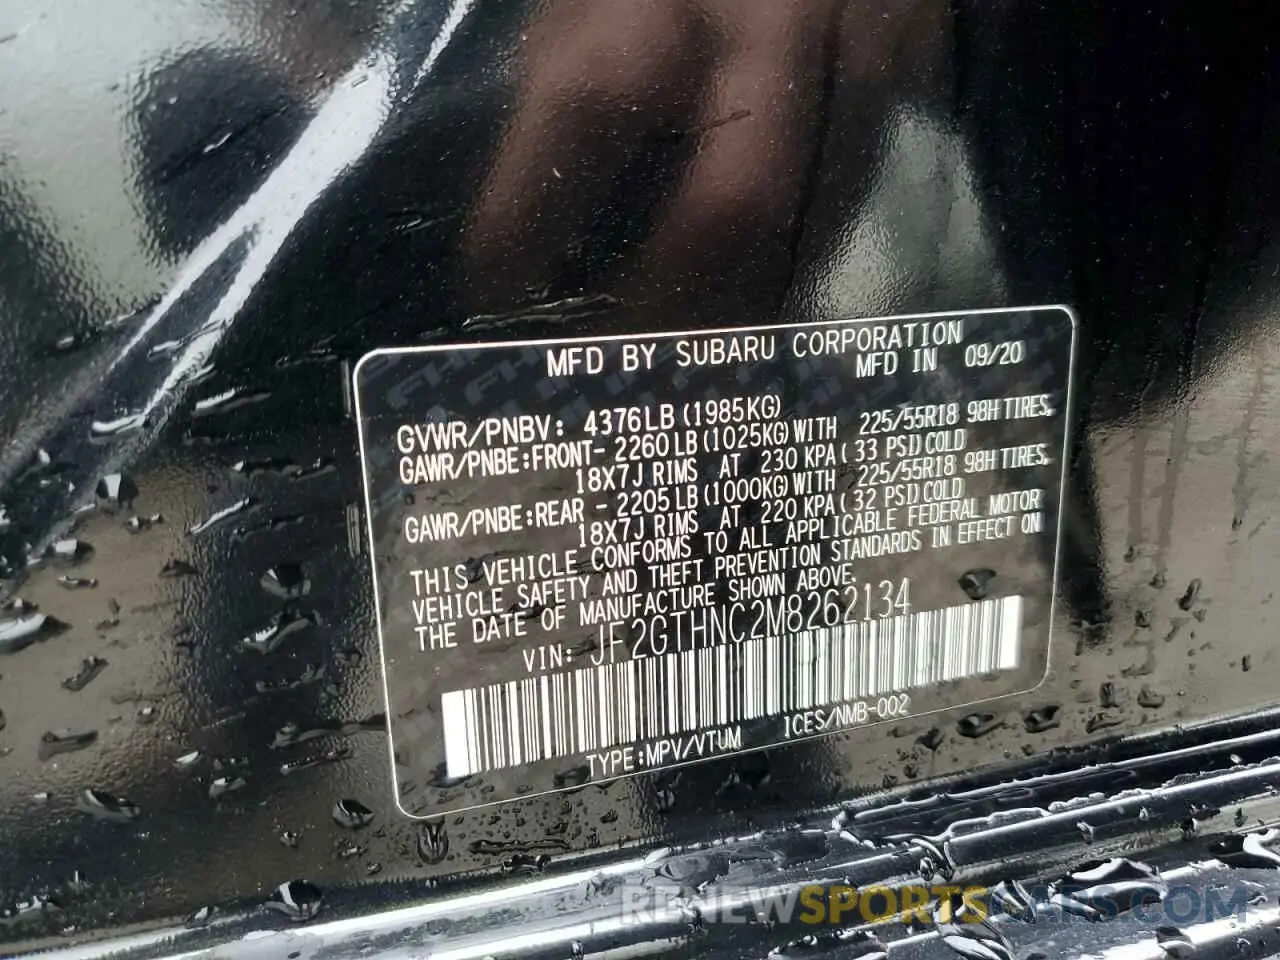 MFD BY SUBARU CORPORATION
MFD IN 09/20
GVWR/PNBV: 4376LB (1985KG)
GAWR/PNBE:FRONT- 2260LB (1025KG)WITH 225/55R18 98H TIRES,
18X7J RIMS AT 230 KPA( 33 PSI)COLD
GAWR/PNBE:REAR - 2205LB (1000KG)WITH 225/55R18 98H TIRES,
18X7J RIMS AT 220 KPA( 32 PSI)COLD
THIS VEHICLE CONFORMS TO ALL APPLICABLE FEDERAL MOTOR
VEHICLE SAFETY AND THEFT PREVENTION STANDARDS IN EFFECT ON
THE DATE OF MANUFACTURE SHOWN ABOVE.
VIN: JF2GTHNC2M8262134
TYPE:MPV/VTUM ICES/NMB-002
RENEWSPORTSCARS.COM